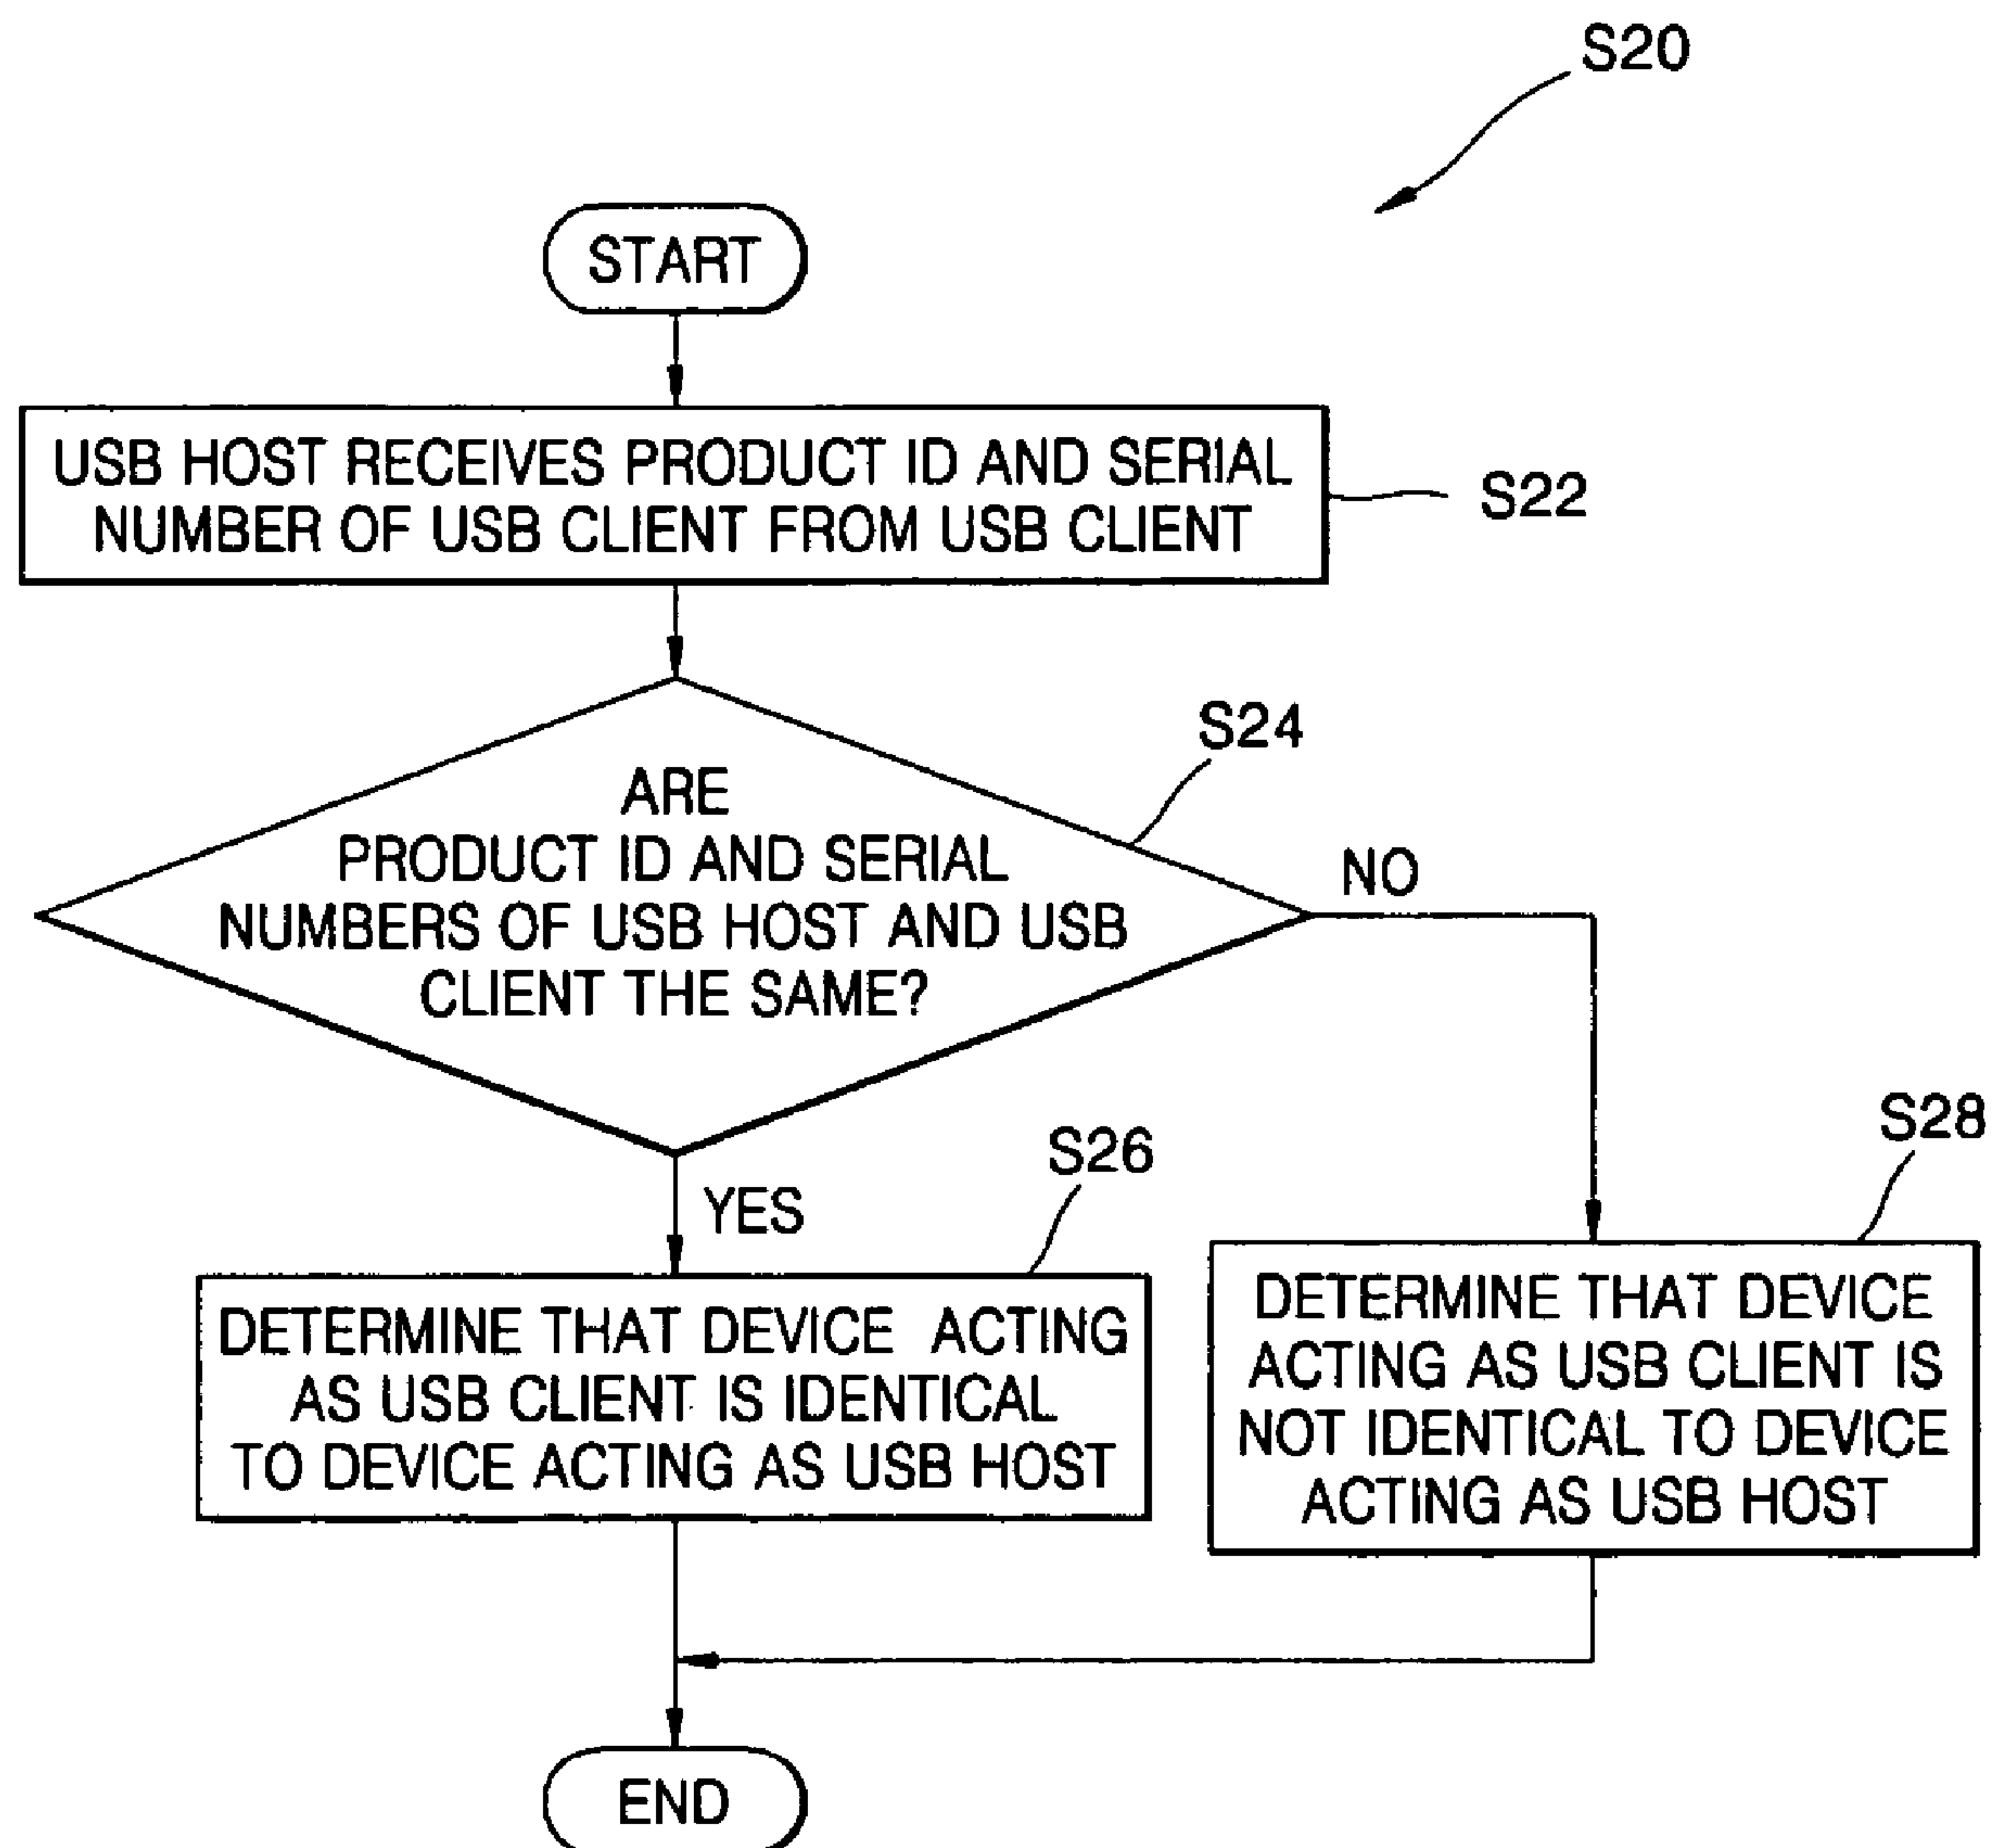 S20
START
USB HOST RECEIVES PRODUCT ID AND SERIAL
NUMBER OF USB CLIENT FROM USB CLIENT
S22
S24
ARE
PRODUCT ID AND SERIAL
NUMBERS OF USB HOST AND USB
CLIENT THE SAME?
NO
YES
S26
DETERMINE THAT DEVICE ACTING
AS USB CLIENT IS IDENTICAL
TO DEVICE ACTING AS USB HOST
S28
DETERMINE THAT DEVICE
ACTING AS USB CLIENT IS
NOT IDENTICAL TO DEVICE
ACTING AS USB HOST
END